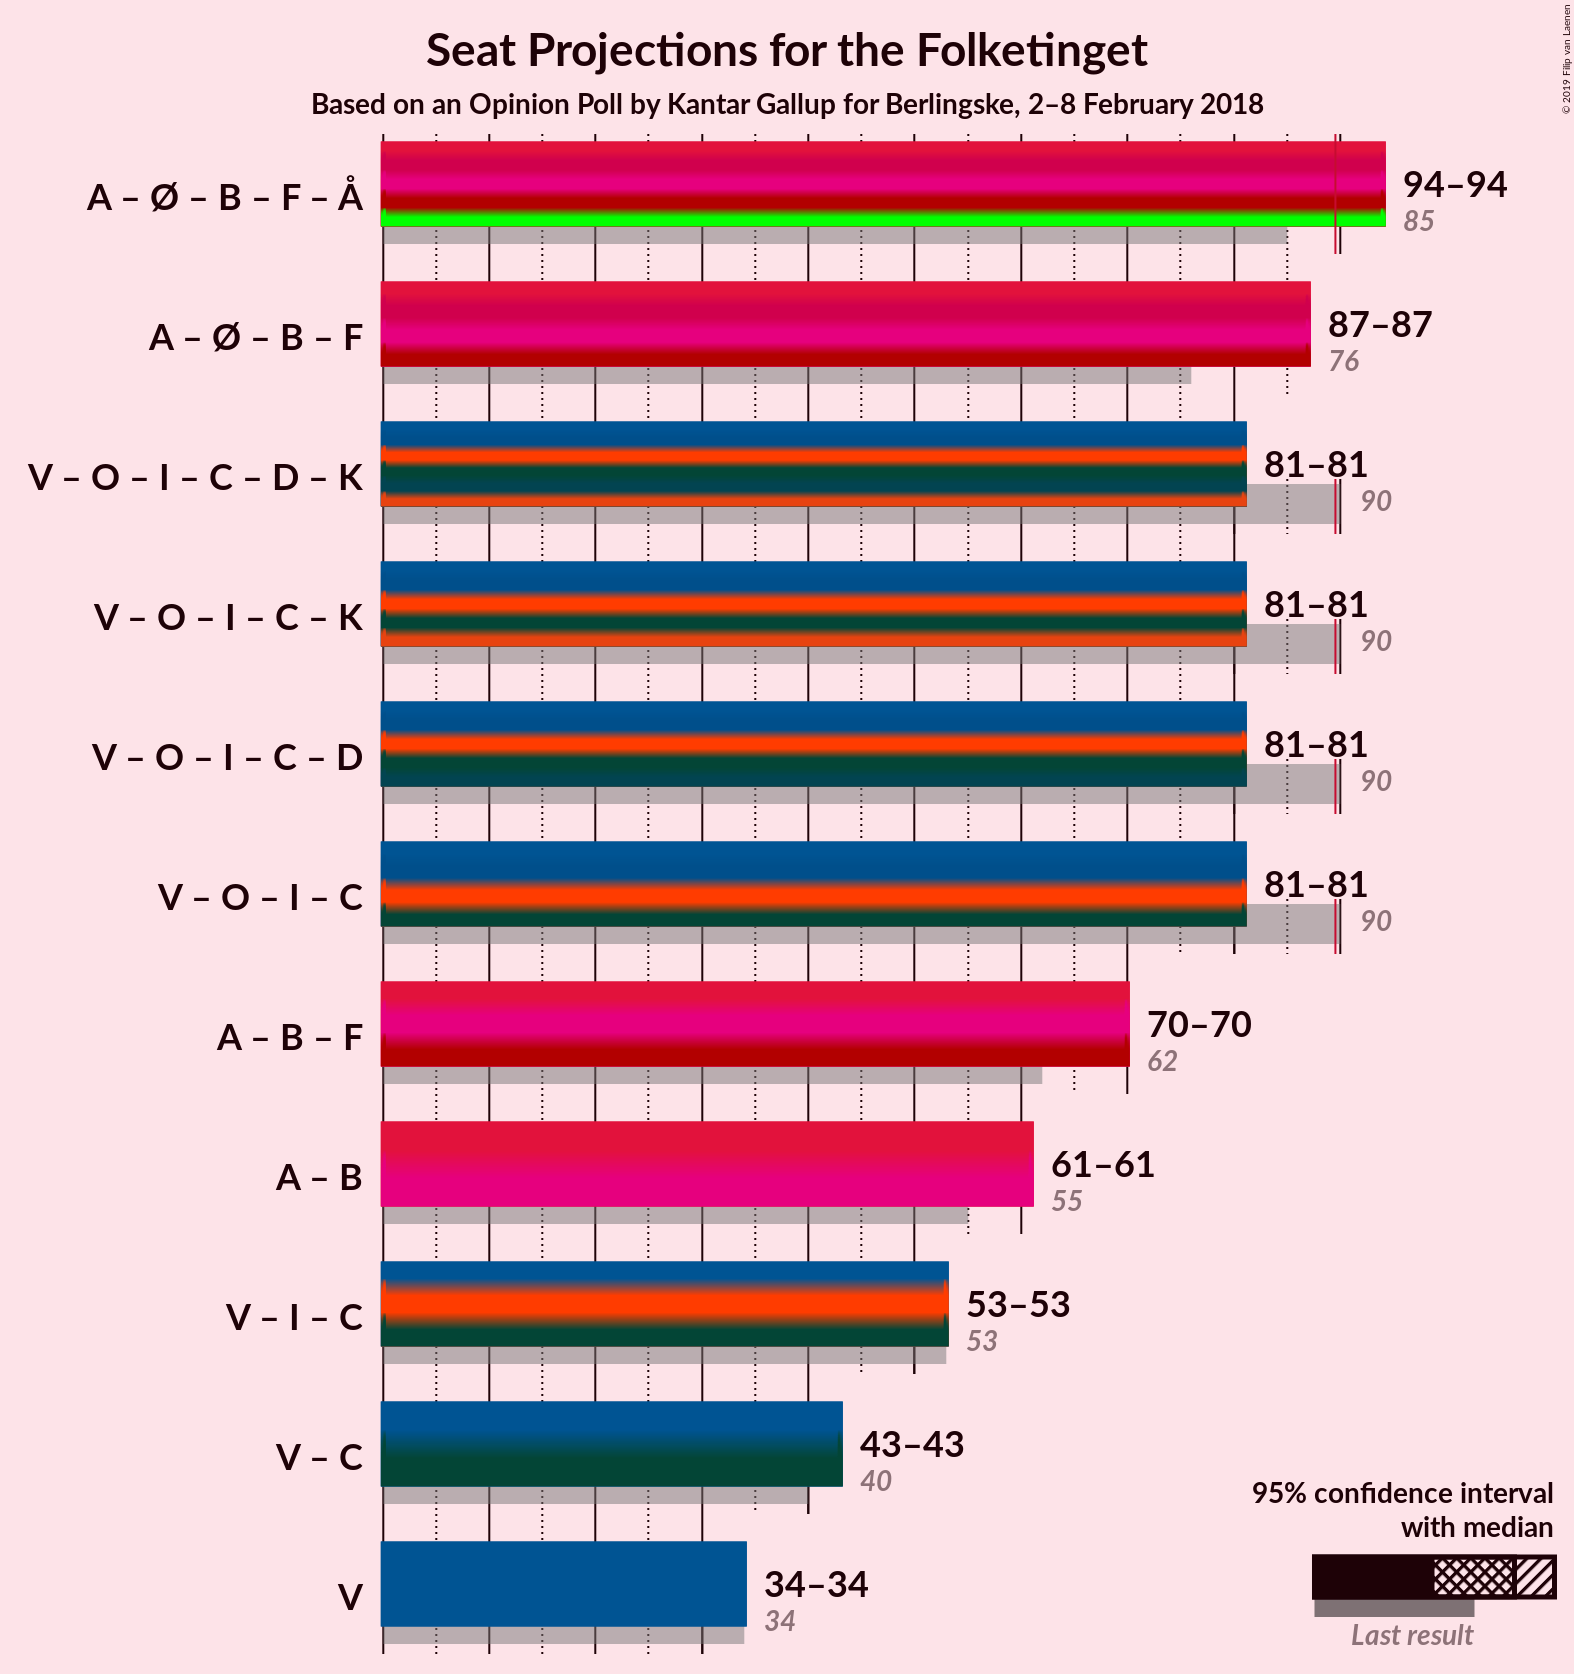 © 2019 Filip van Laenen
Seat Projections for the Folketinget
Based on an Opinion Poll by Kantar Gallup for Berlingske, 2–8 February 2018
A – Ø – B – F – Å
94–94
85
A – Ø – B – F
87–87
76
V – O – I – C – D – K
81–81
90
V – O – I – C – K
81–81
90
V – O – I – C – D
81–81
90
V – O – I – C
81–81
90
A – B – F
70–70
62
A – B
61–61
55
V – I – C
53–53
53
V – C
43–43
40
V
34–34
34
95% confidence interval
with median
Last result